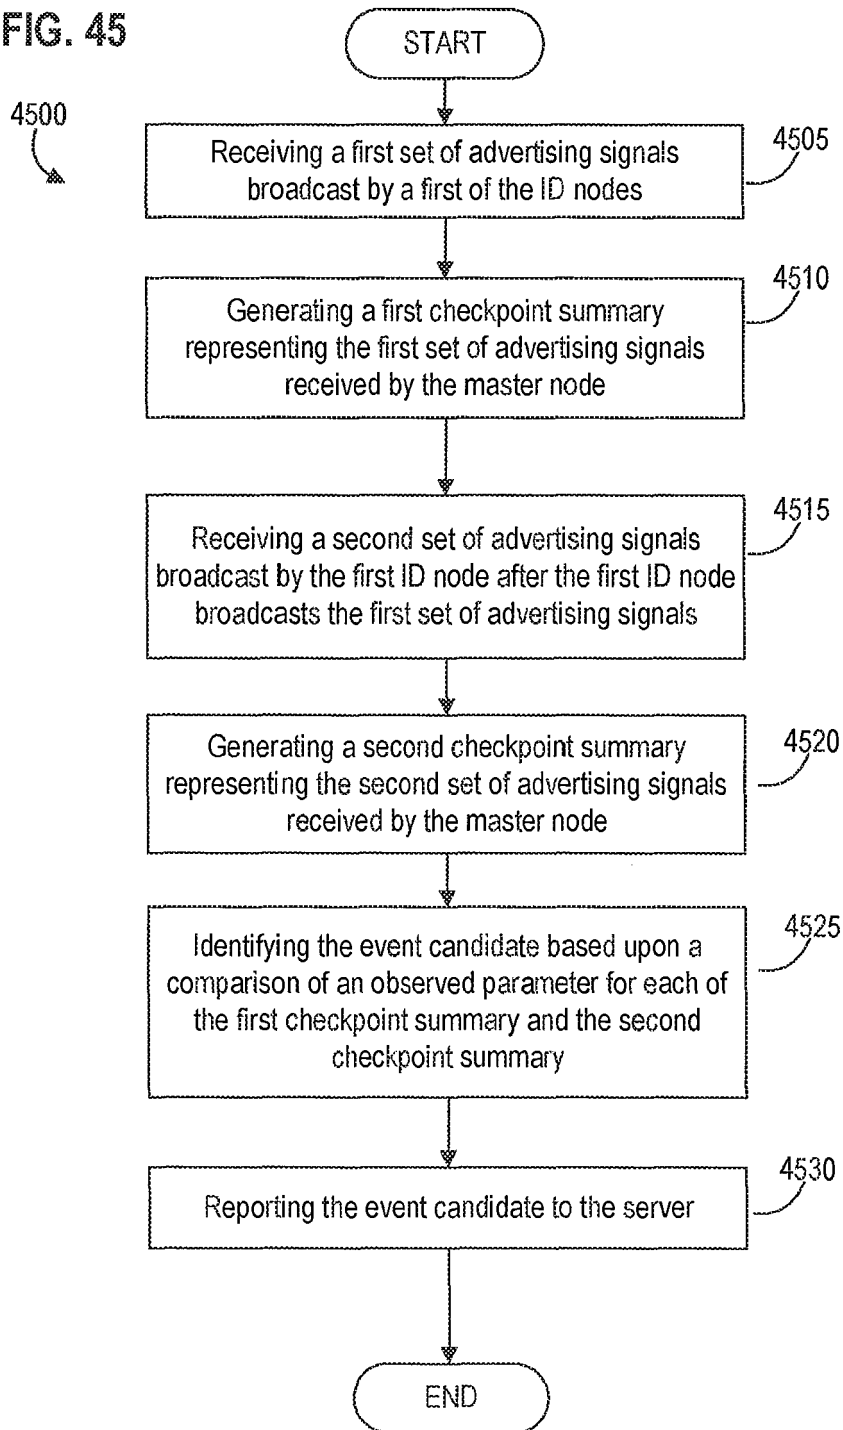 FIG. 45
START
4500
4505
Receiving a first set of advertising signals
broadcast by a first of the ID nodes
4510
Generating a first checkpoint summary
representing the first set of advertising signals
received by the master node
4515
Receiving a second set of advertising signals
broadcast by the first ID node after the first ID node
broadcasts the first set of advertising signals
4520
Generating a second checkpoint summary
representing the second set of advertising signals
received by the master node
4525
Identifying the event candidate based upon a
comparison of an observed parameter for each of
the first checkpoint summary and the second
checkpoint summary
4530
Reporting the event candidate to the server
END